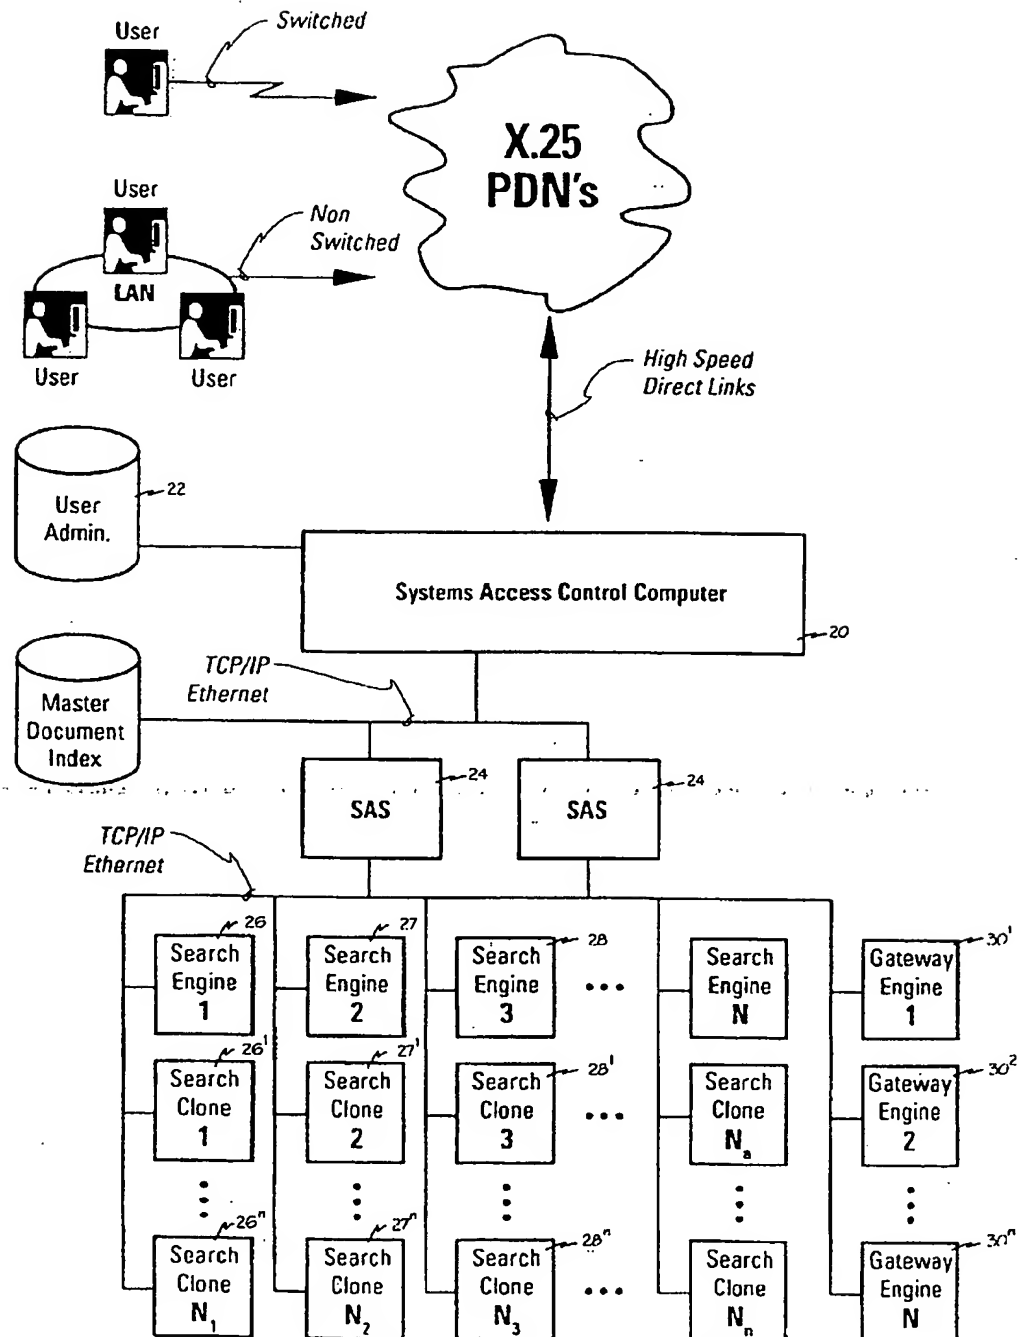 User
Switched
X.25
PDN's
User
Non
Switched
LAN
User
User
High Speed
Direct Links
User
Admin.
22
Systems Access Control Computer
20
TCP/IP
Ethernet
Master
Document
Index
SAS
24
SAS
24
TCP/IP
Ethernet
Search
Engine
1
26
Search
Engine
2
27
Search
Engine
3
28
...
Search
Engine
N
Gateway
Engine
1
30¹
Search
Clone
1
26¹
Search
Clone
2
27¹
Search
Clone
3
28¹
...
Search
Clone
Nₐ
Gateway
Engine
2
30²
Search
Clone
N₁
26ⁿ
Search
Clone
N₂
27ⁿ
Search
Clone
N₃
28ⁿ
...
Search
Clone
Nₙ
Gateway
Engine
N
30ⁿ